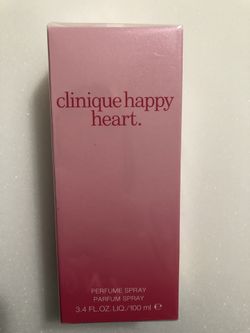 clinique happy
heart.
PERFUME SPRAY
PARFUM SPRAY
3.4 FL.OZ.LIQ./100 ml ℮